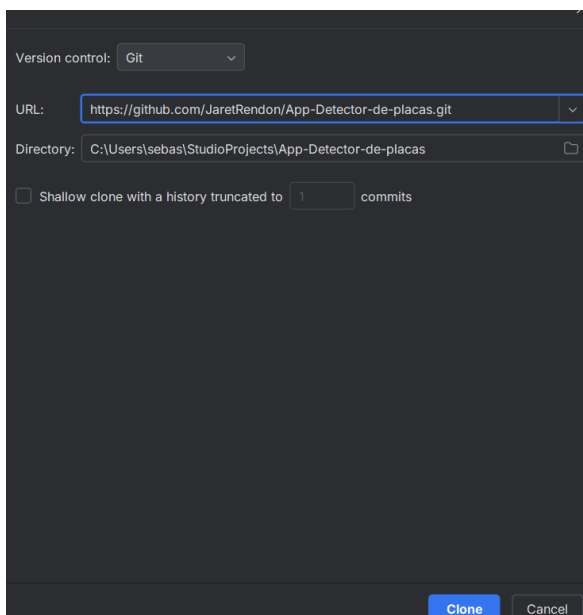 Version control: Git
URL: https://github.com/JaretRendon/App-Detector-de-placas.git
Directory: C:\Users\sebas\StudioProjects\App-Detector-de-placas
Shallow clone with a history truncated to 1 commits
Clone Cancel